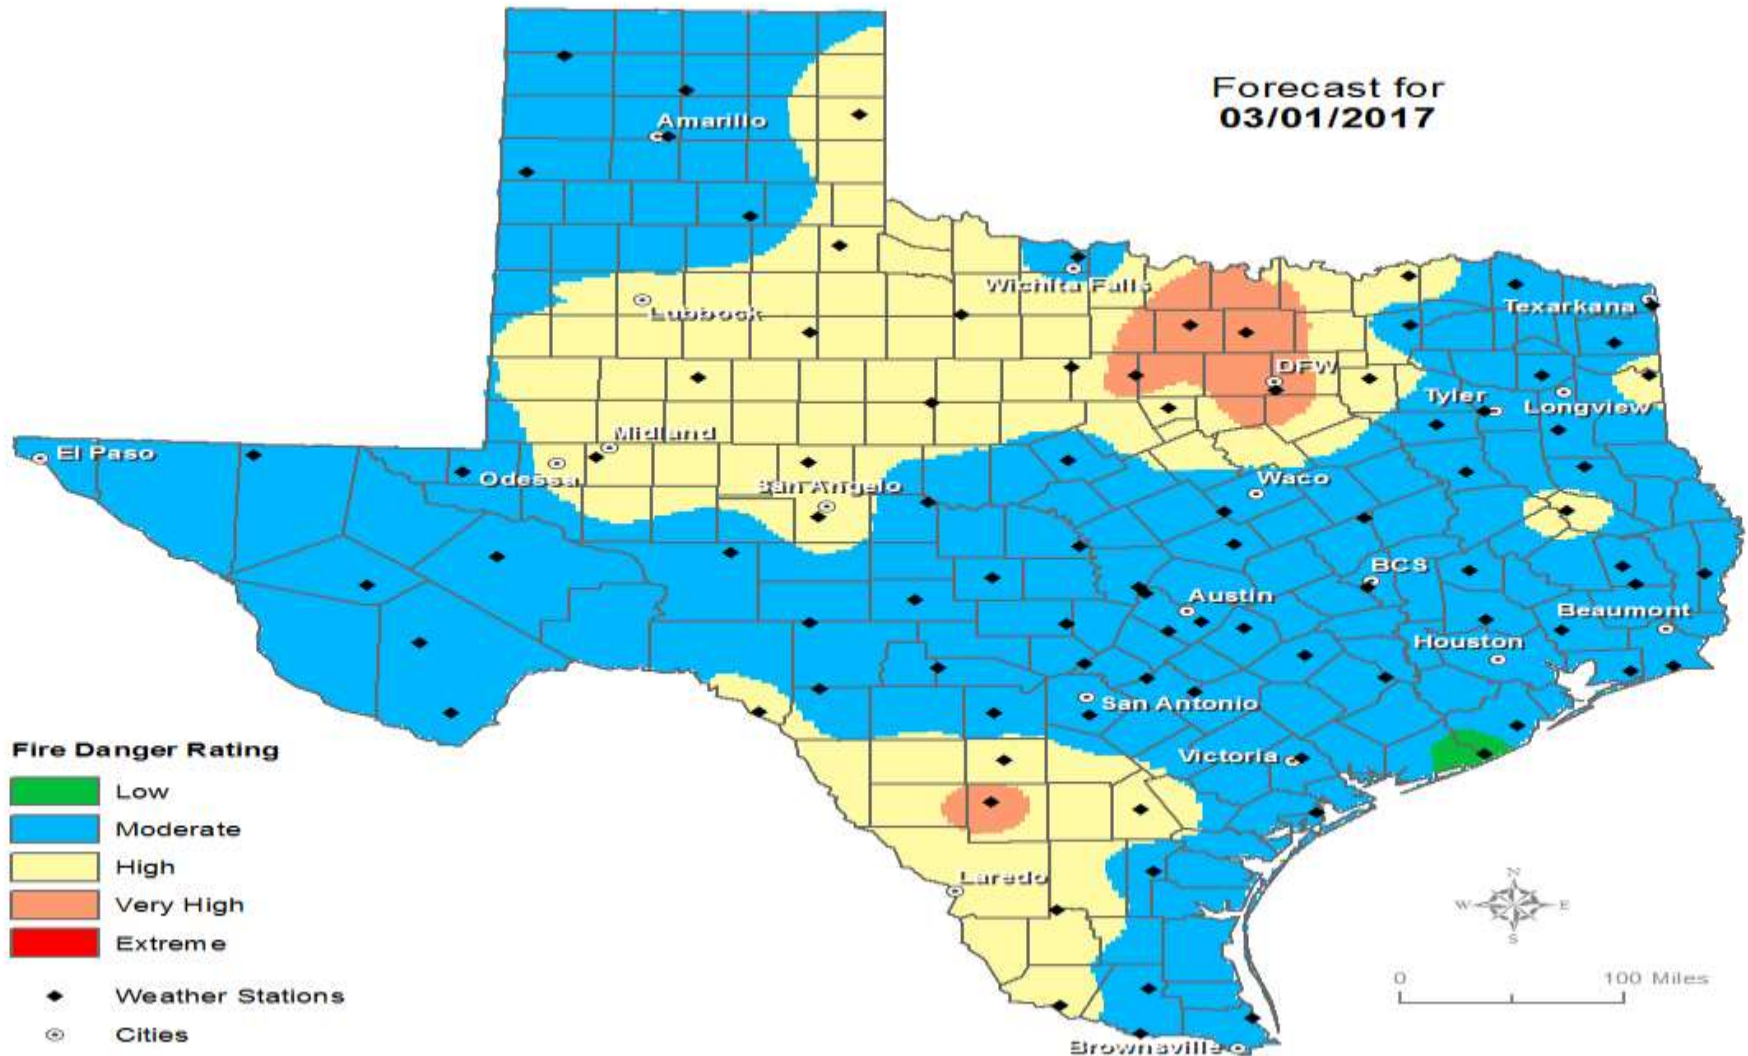 Forecast for
03/01/2017
Amarillo
Wichita Falls
Lubbock
Texarkana
DFW
Tyler
Longview
Midland
El Paso
Odessa
San Angelo
Waco
BCS
Austin
Beaumont
Houston
San Antonio
Victoria
Fire Danger Rating
Low
Moderate
High
Very High
Extreme
Weather Stations
Cities
Laredo
Brownsville
N
W E
S
0 100 Miles